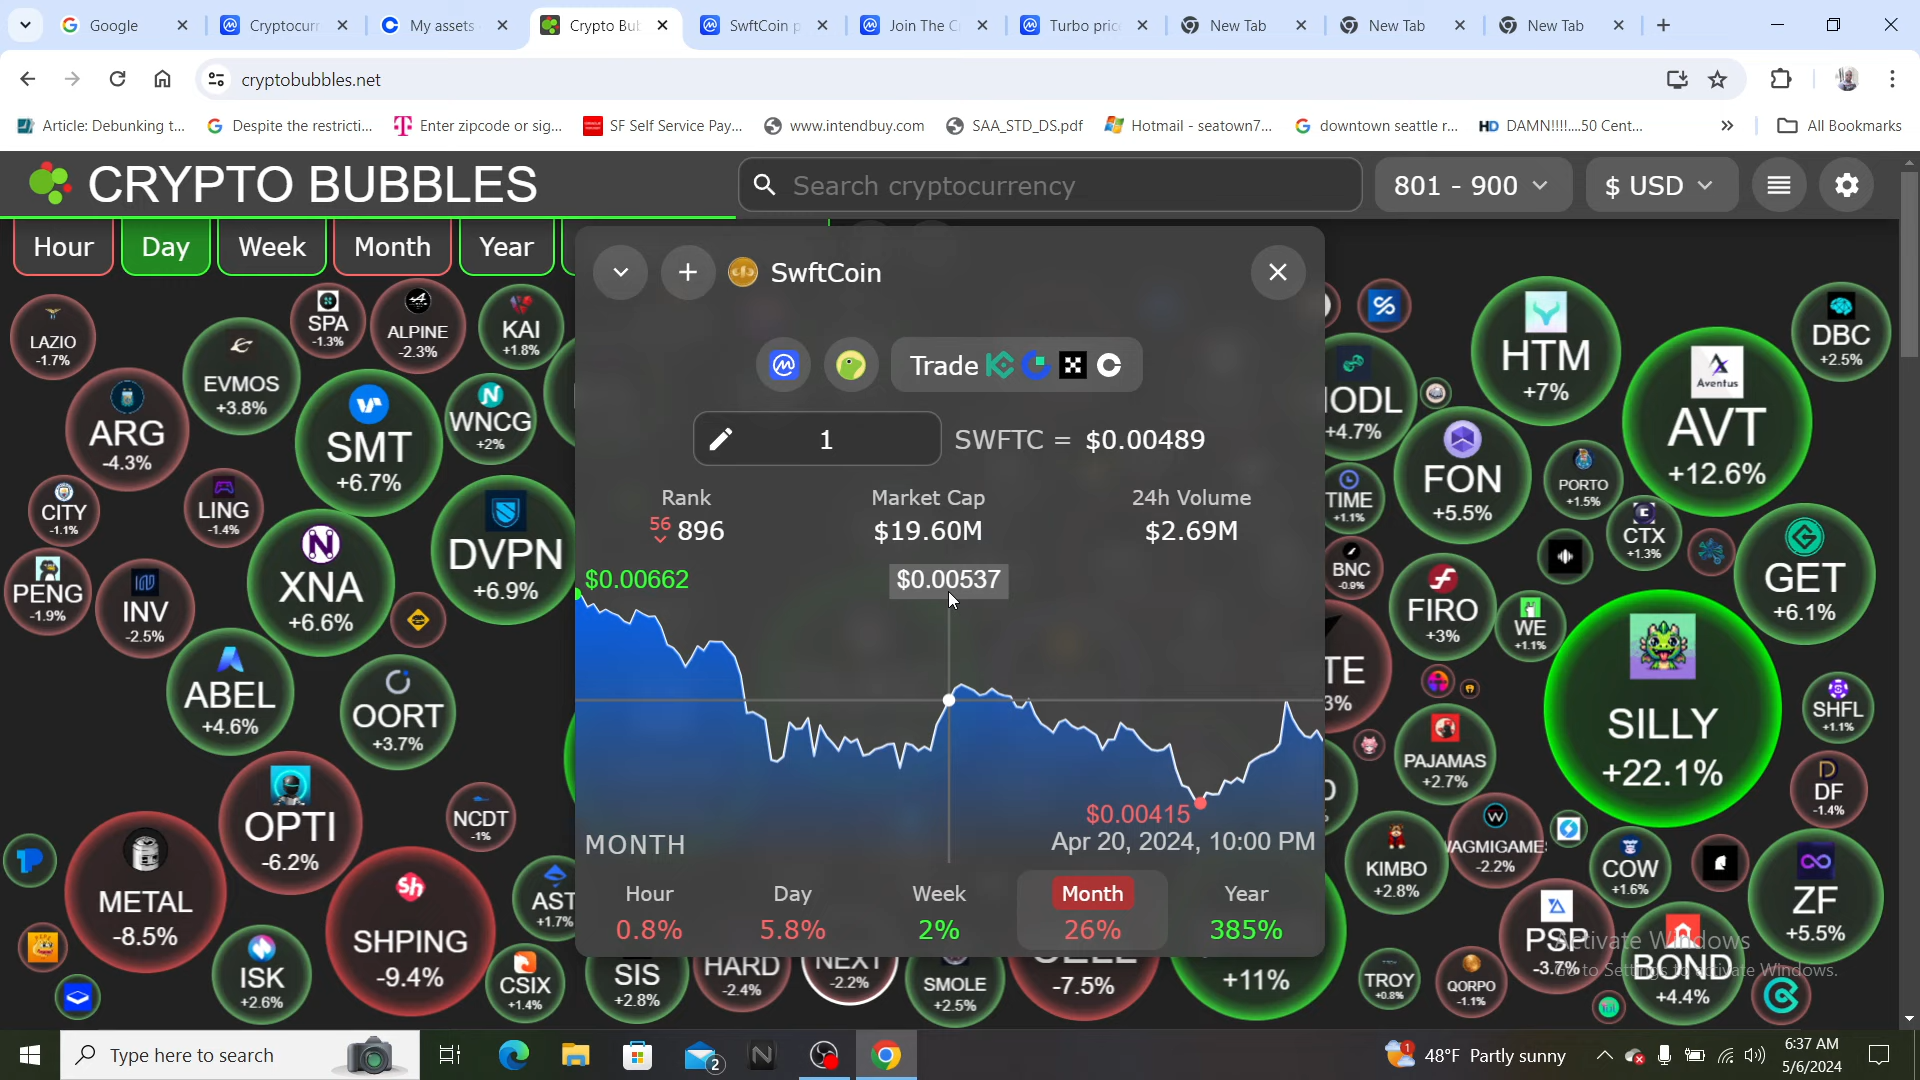 Google
Cryptocurr
My assets
Crypto Bub
SwftCoin p
Join The C
Turbo pric
New Tab
New Tab
New Tab
cryptobubbles.net
Article: Debunking t...
Despite the restricti...
Enter zipcode or sig...
SF Self Service Pay...
www.intendbuy.com
SAA_STD_DS.pdf
Hotmail - seatown7...
downtown seattle r...
HD DAMN!!!!....50 Cent...
All Bookmarks
CRYPTO BUBBLES
Search cryptocurrency
801 - 900
$ USD
Hour
Day
Week
Month
Year
SwftCoin
Trade
1
SWFTC = $0.00489
Rank
56 896
Market Cap
$19.60M
24h Volume
$2.69M
$0.00662
$0.00537
$0.00415
MONTH
Apr 20, 2024, 10:00 PM
Hour
0.8%
Day
5.8%
Week
2%
Month
26%
Year
385%
LAZIO
-1.7%
SPA
-1.3%
ALPINE
-2.3%
KAI
+1.8%
EVMOS
+3.8%
ARG
-4.3%
SMT
+6.7%
WNCG
+2%
CITY
-1.1%
LING
-1.4%
DVPN
+6.9%
XNA
+6.6%
PENG
-1.9%
INV
-2.5%
ABEL
+4.6%
OORT
+3.7%
OPTI
-6.2%
NCDT
-1%
METAL
-8.5%
SHPING
-9.4%
AST
+1.7%
ISK
+2.6%
CSIX
+1.4%
SIS
+2.8%
HARD
-2.4%
NEXT
-2.2%
SMOLE
+2.5%
-7.5%
+11%
HTM
+7%
DBC
+2.5%
Aventus
AVT
+12.6%
+4.7%
FON
+5.5%
PORTO
+1.5%
TIME
+1.1%
CTX
+1.3%
BNC
-0.9%
FIRO
+3%
WE
+1.1%
GET
+6.1%
TE
3%
SILLY
+22.1%
SHFL
+1.1%
PAJAMAS
+2.7%
DF
-1.4%
KIMBO
+2.8%
WAGMIGAMES
-2.2%
COW
+1.6%
ZF
+5.5%
PSP
-3.7%
BOND
+4.4%
TROY
+0.8%
QORPO
-1.1%
Activate Windows
Go to Settings to activate Windows.
Type here to search
2
1
48°F Partly sunny
6:37 AM
5/6/2024